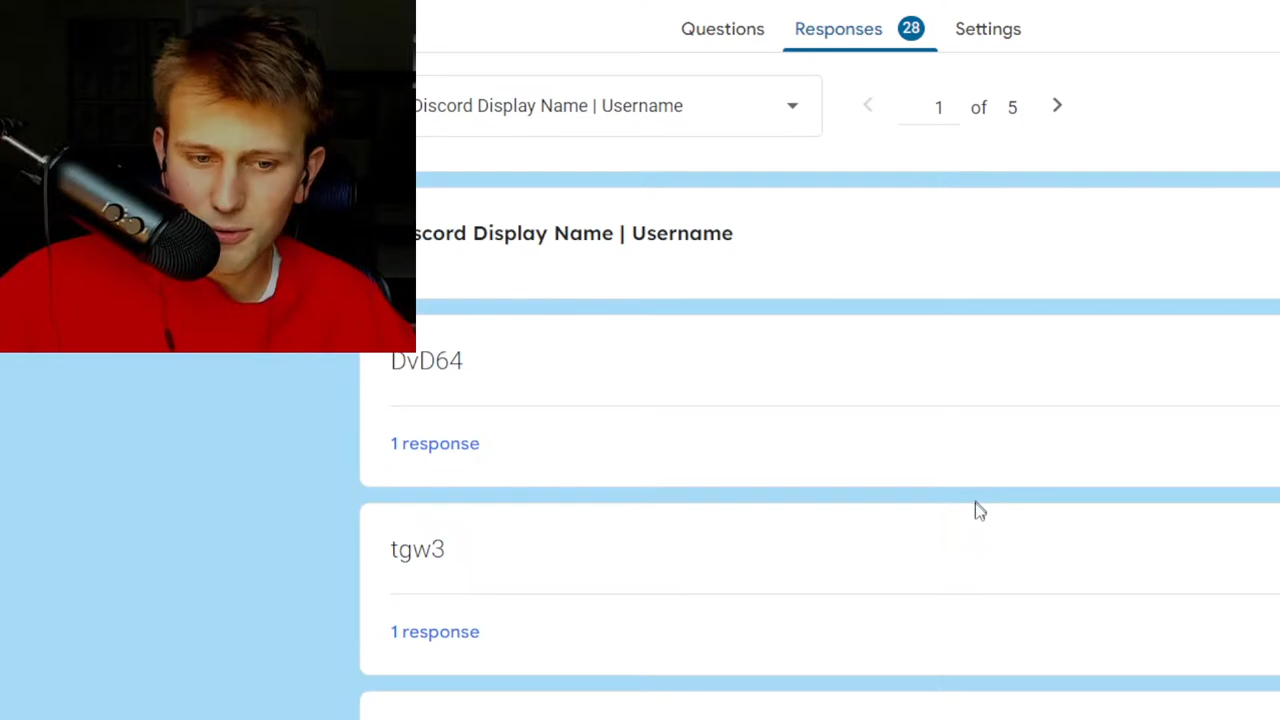 Questions
Responses 28
Settings
Discord Display Name | Username
1 of 5
scord Display Name | Username
DvD64
1 response
tgw3
1 response